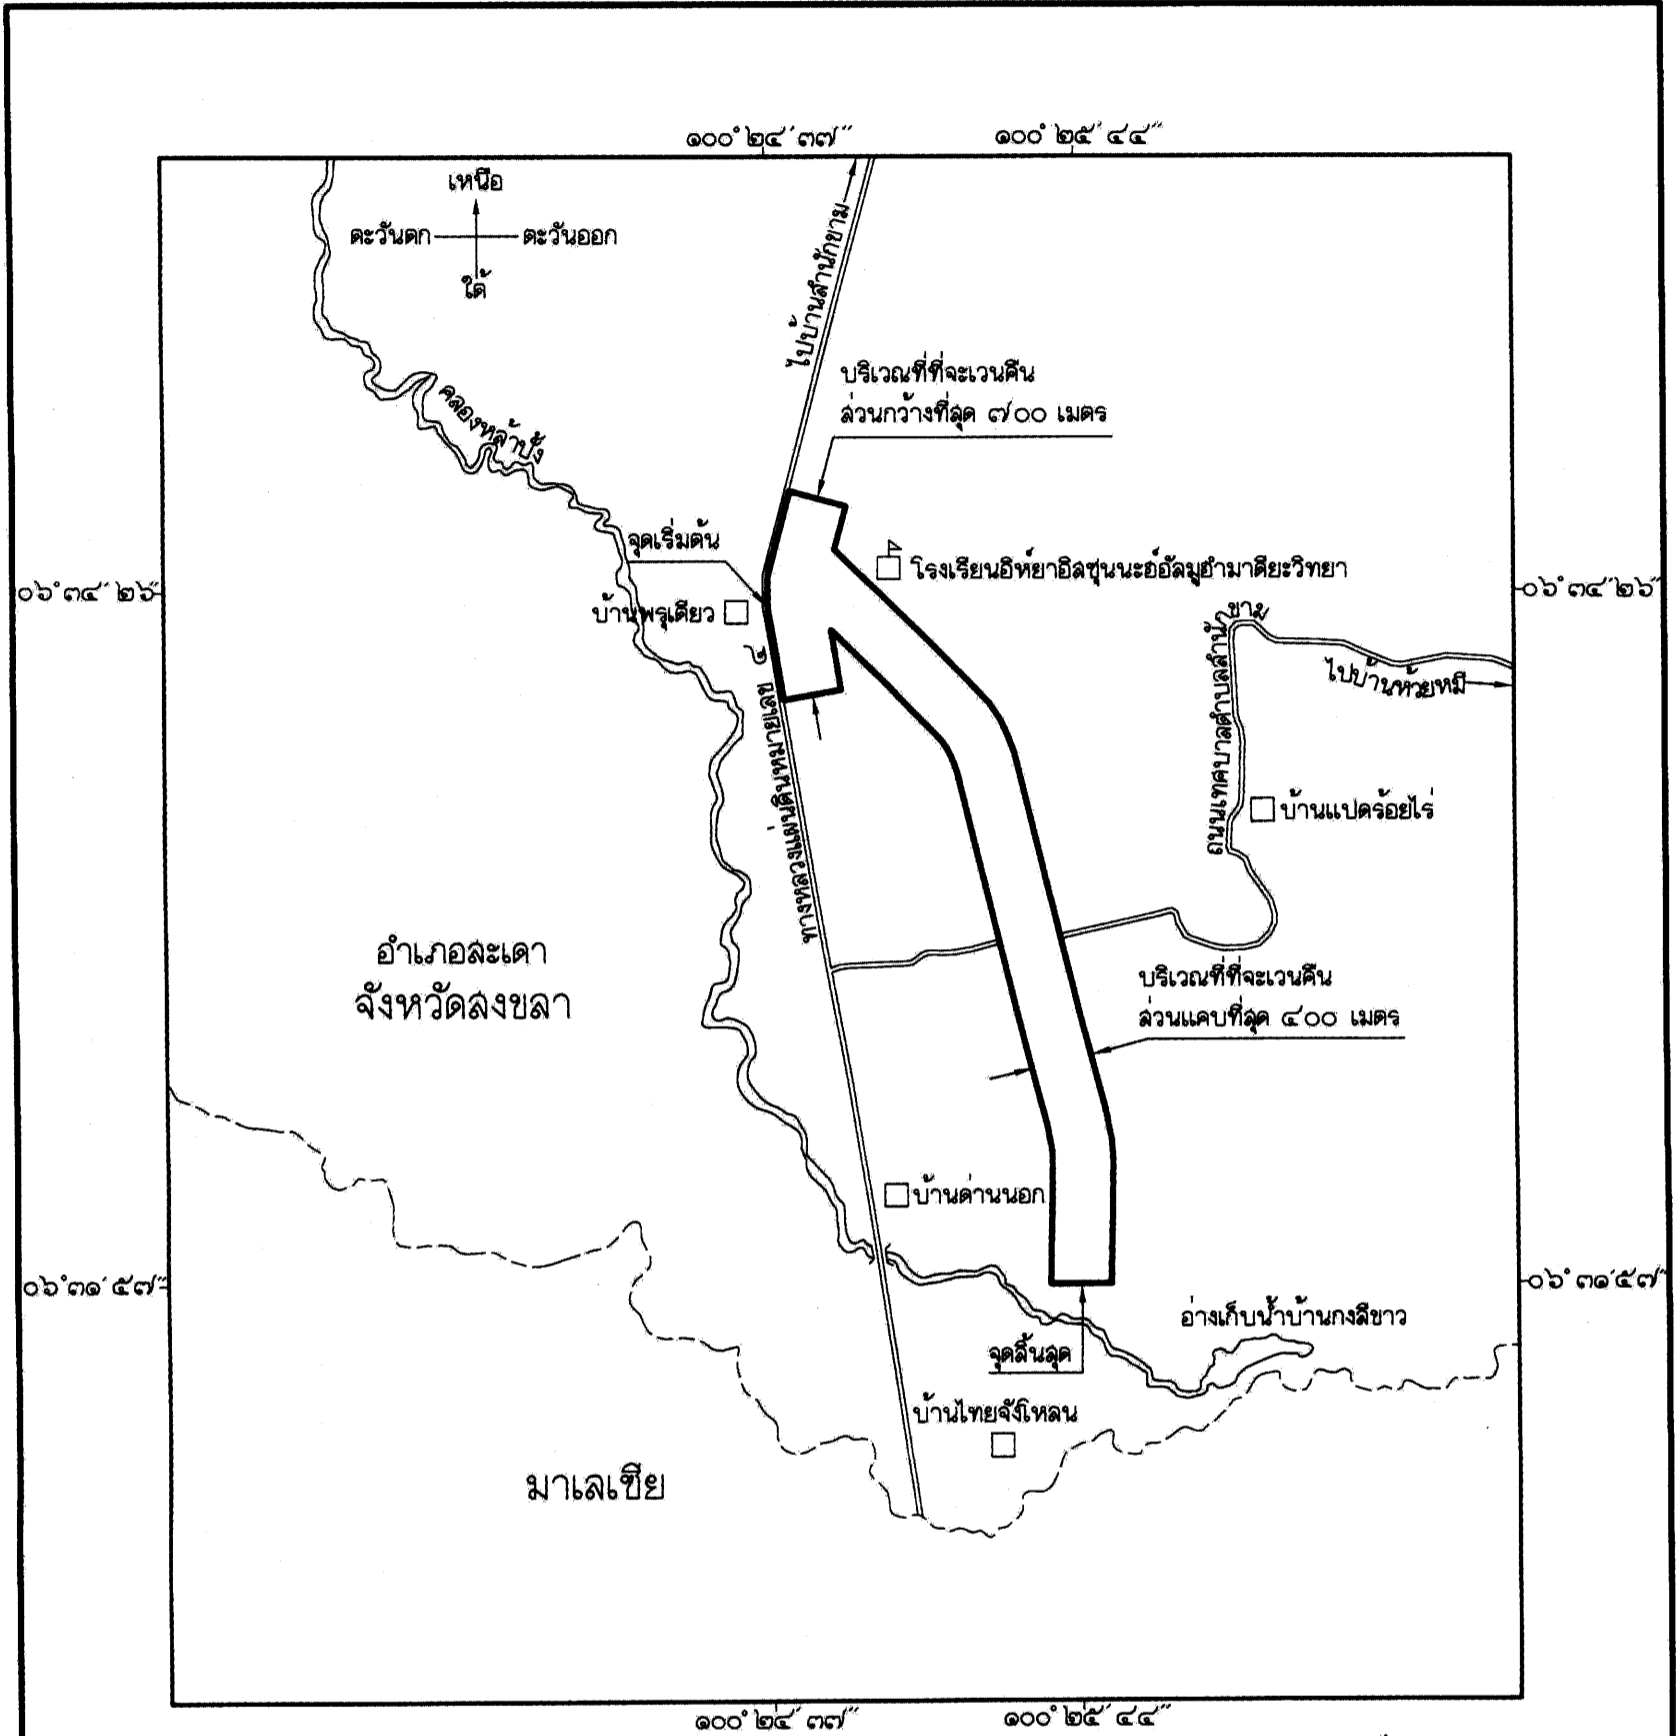 ๑๐๐° ๒๔´ ๓๗˝
๑๐๐° ๒๕´ ๔๔˝
เหนือ
ตะวันตก
ตะวันออก
ใต้
ไปบ้านสำนักขาม
บริเวณที่ที่จะเวนคืน
ส่วนกว้างที่สุด ๗๐๐ เมตร
คลองหล้าปัง
จุดเริ่มต้น
โรงเรียนอิห์ยาอิลซุนนะฮ์อัลมูฮำมาดียะวิทยา
๐๖° ๓๔´ ๒๖˝
๐๖° ๓๔´ ๒๖˝
บ้านพรุเตียว
ถนนเทศบาลตำบลสำนักขาม
ไปบ้านห้วยหมี
ทางหลวงแผ่นดินหมายเลข ๔
บ้านแปดร้อยไร่
อำเภอสะเดา
จังหวัดสงขลา
บริเวณที่ที่จะเวนคืน
ส่วนแคบที่สุด ๔๐๐ เมตร
บ้านด่านนอก
๐๖° ๓๑´ ๕๗˝
๐๖° ๓๑´ ๕๗˝
อ่างเก็บน้ำบ้านกงสีขาว
จุดสิ้นสุด
บ้านไทยจังโหลน
มาเลเซีย
๑๐๐° ๒๔´ ๓๗˝
๑๐๐° ๒๕´ ๔๔˝